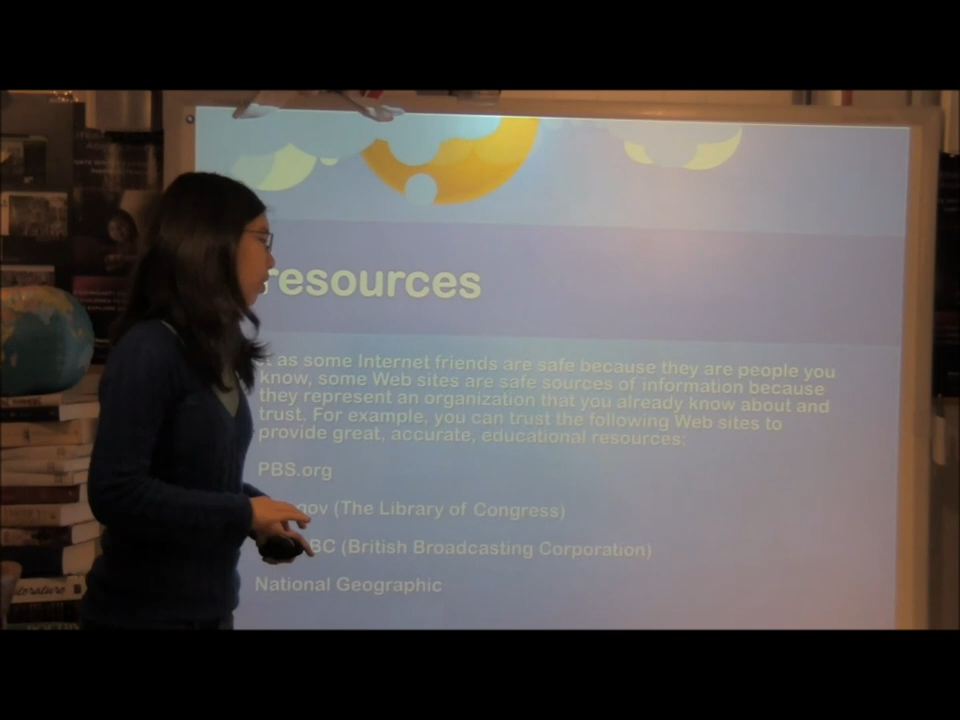 resources
as some Internet friends are safe because they are people you
know, some Web sites are safe sources of information because
they represent an organization that you already know about and
trust. For example, you can trust the following Web sites to
provide great, accurate, educational resources:
PBS.org
gov (The Library of Congress)
BC (British Broadcasting Corporation)
National Geographic